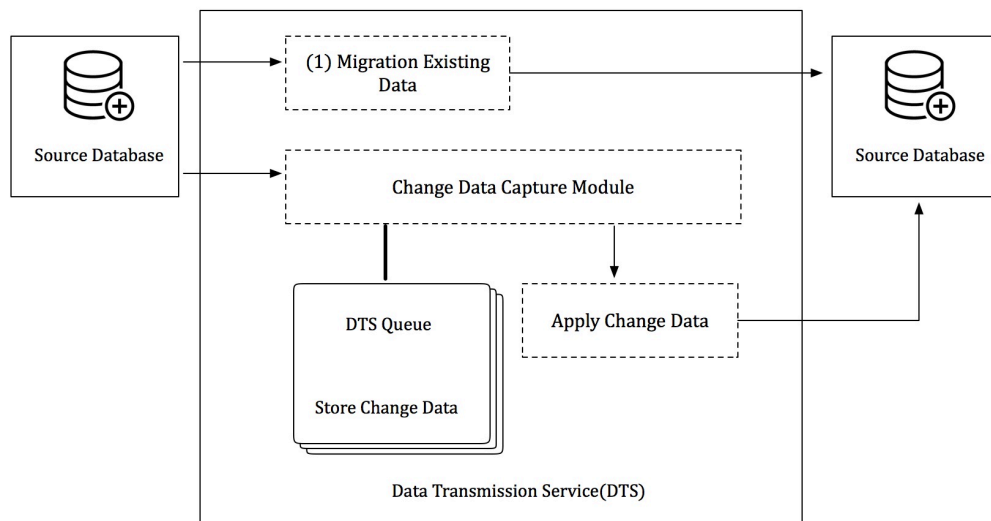 (1) Migration Existing
Data
Source Database
Source Database
Change Data Capture Module
DTS Queue
Apply Change Data
Store Change Data
Data Transmission Service(DTS)